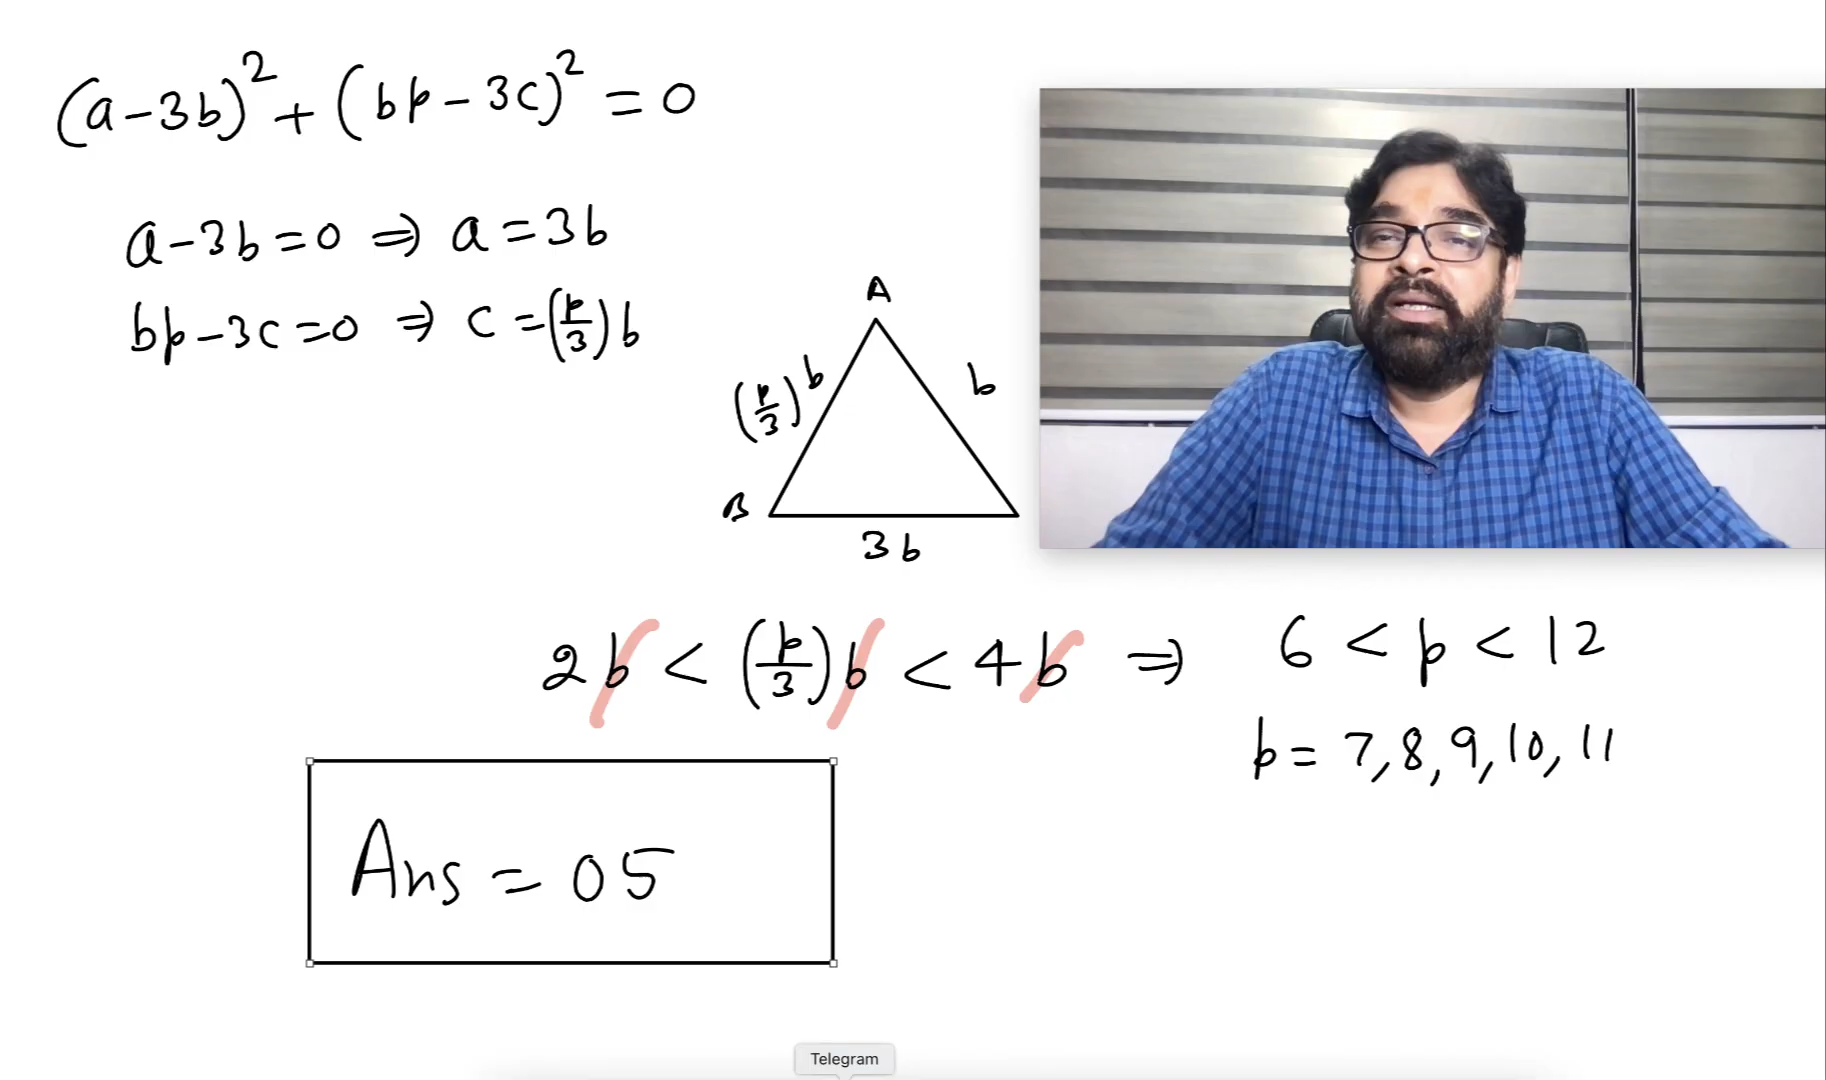 (a-3b)² + (bp-3c)² = 0
a-3b=0 ⇒ a=3b
bp-3c=0 ⇒ c=(p/3)b
A
(p/3)b
b
B
3b
2b < (p/3)b < 4b ⇒ 6 < p < 12
p = 7,8,9,10,11
Ans = 05
Telegram